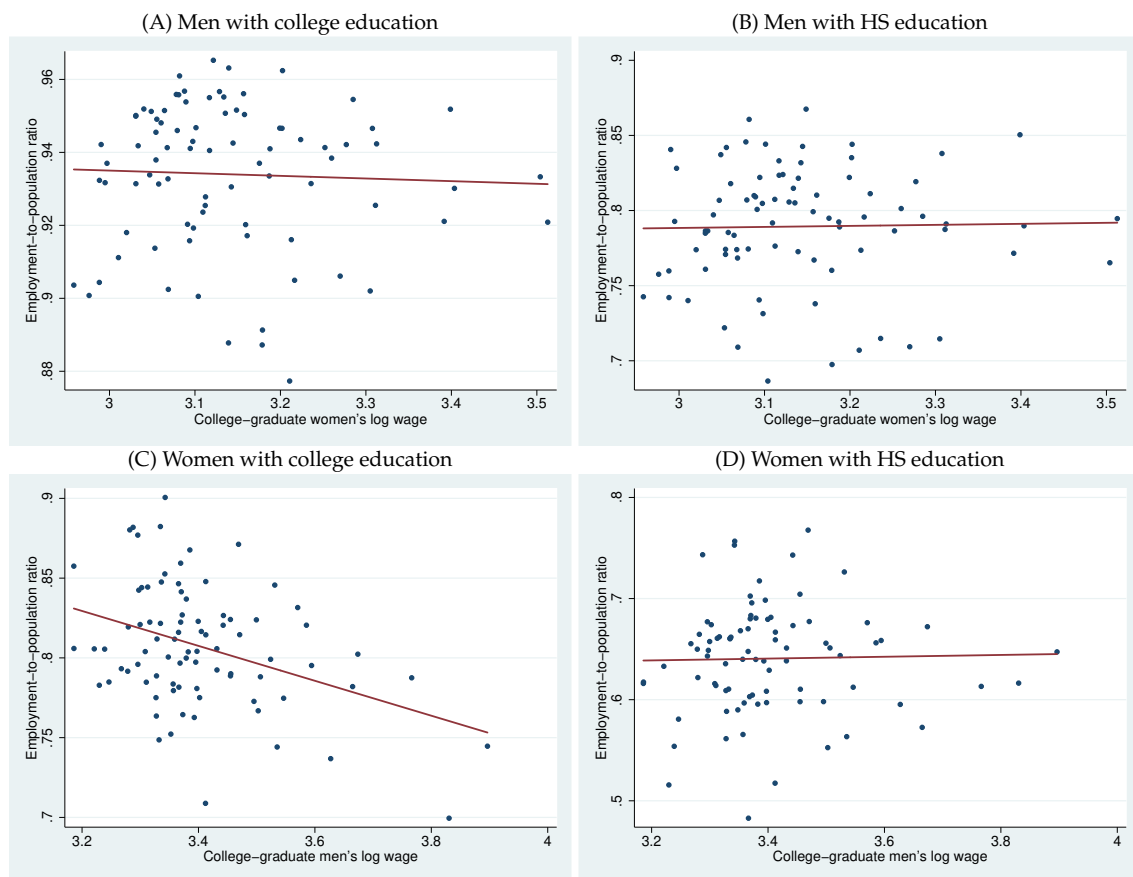 (A) Men with college education
(B) Men with HS education
Employment−to−population ratio
.88 .9 .92 .94 .96
3 3.1 3.2 3.3 3.4 3.5
College−graduate women's log wage
Employment−to−population ratio
.7 .75 .8 .85 .9
3 3.1 3.2 3.3 3.4 3.5
College−graduate women's log wage
(C) Women with college education
(D) Women with HS education
Employment−to−population ratio
.7 .75 .8 .85 .9
3.2 3.4 3.6 3.8 4
College−graduate men's log wage
Employment−to−population ratio
.5 .6 .7 .8
3.2 3.4 3.6 3.8 4
College−graduate men's log wage